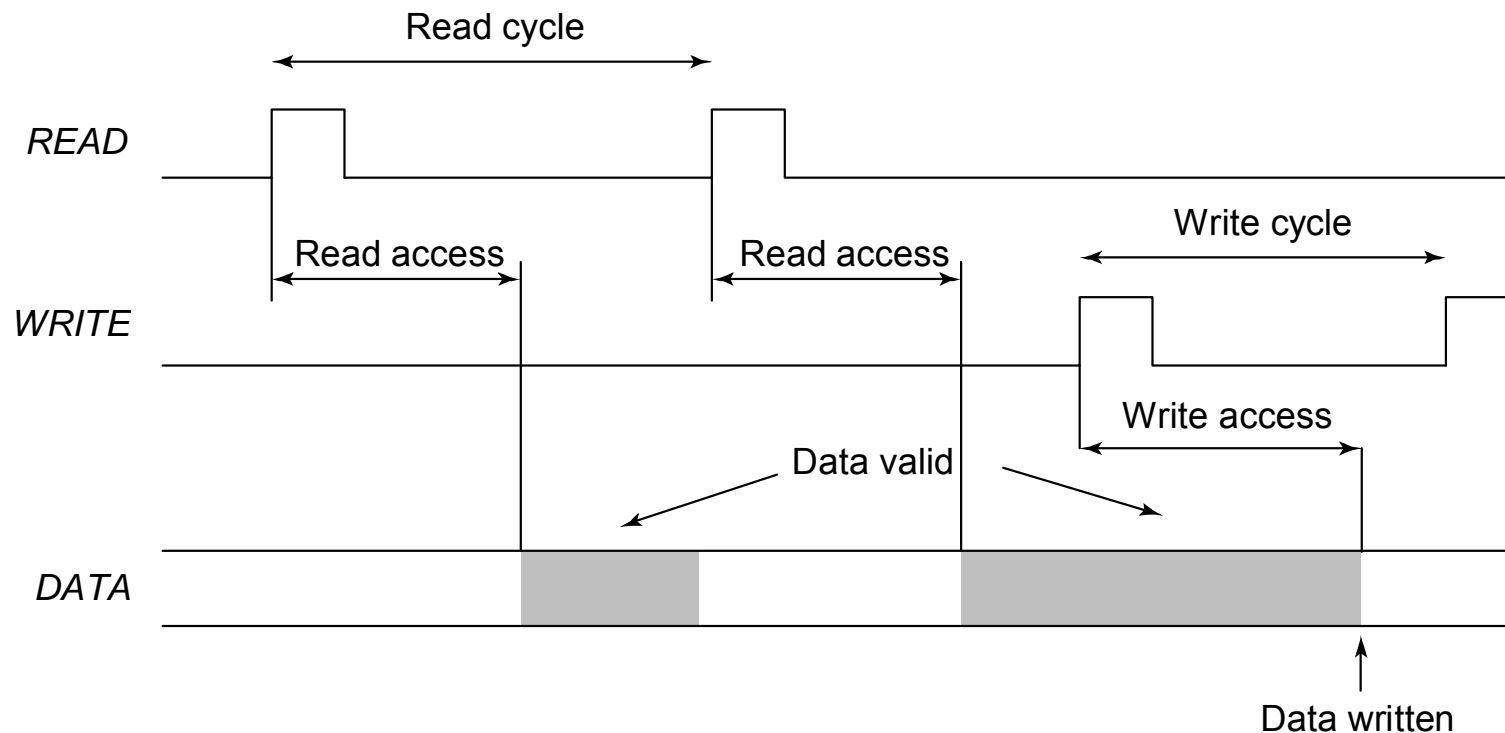 Read cycle
READ
Write cycle
Read access
Read access
WRITE
Write access
Data valid
DATA
Data written